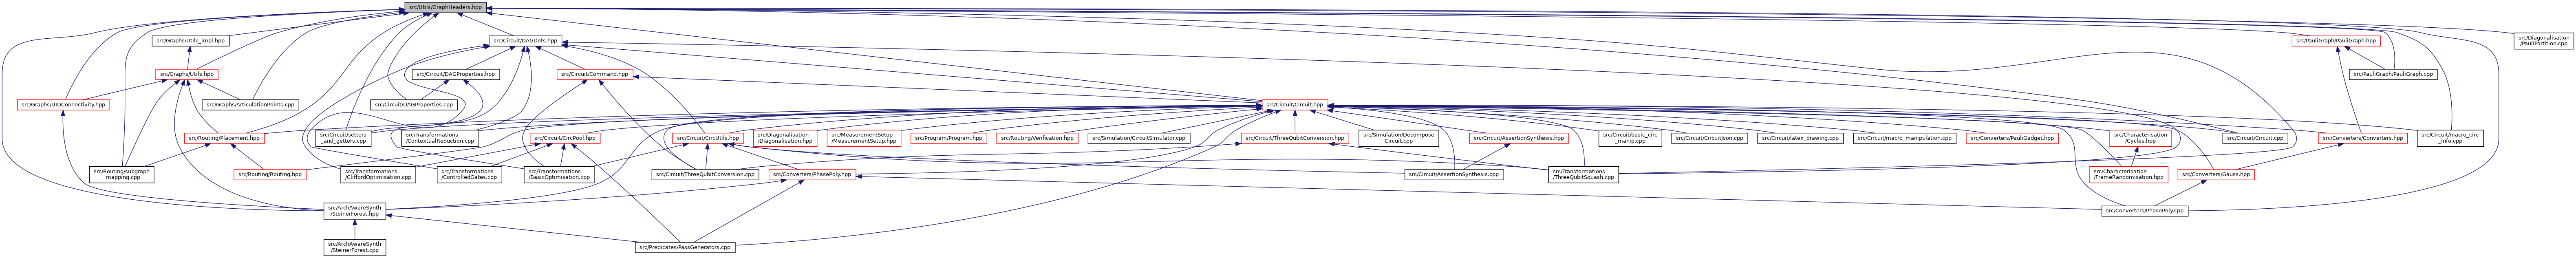 src/Utils/GraphHeaders.hpp
src/Graphs/Utils_impl.hpp
src/Circuit/DAGDefs.hpp
src/PauliGraph/PauliGraph.hpp
src/Diagonalisation
/PauliPartition.cpp
src/Graphs/Utils.hpp
src/Circuit/DAGProperties.hpp
src/Circuit/Command.hpp
src/PauliGraph/PauliGraph.cpp
src/Graphs/UIDConnectivity.hpp
src/Graphs/ArticulationPoints.cpp
src/Circuit/DAGProperties.cpp
src/Circuit/Circuit.hpp
src/Routing/Placement.hpp
src/Circuit/setters
_and_getters.cpp
src/Transformations
/ContextualReduction.cpp
src/Circuit/CircPool.hpp
src/Circuit/CircUtils.hpp
src/Diagonalisation
/Diagonalisation.hpp
src/MeasurementSetup
/MeasurementSetup.hpp
src/Program/Program.hpp
src/Routing/Verification.hpp
src/Simulation/CircuitSimulator.cpp
src/Circuit/ThreeQubitConversion.hpp
src/Simulation/Decompose
Circuit.cpp
src/Circuit/AssertionSynthesis.hpp
src/Circuit/basic_circ
_manip.cpp
src/Circuit/CircuitJson.cpp
src/Circuit/latex_drawing.cpp
src/Circuit/macro_manipulation.cpp
src/Converters/PauliGadget.hpp
src/Characterisation
/Cycles.hpp
src/Circuit/Circuit.cpp
src/Converters/Converters.hpp
src/Circuit/macro_circ
_info.cpp
src/Routing/subgraph
_mapping.cpp
src/Routing/Routing.hpp
src/Transformations
/CliffordOptimisation.cpp
src/Transformations
/ControlledGates.cpp
src/Transformations
/BasicOptimisation.cpp
src/Circuit/ThreeQubitConversion.cpp
src/Converters/PhasePoly.hpp
src/Circuit/AssertionSynthesis.cpp
src/Transformations
/ThreeQubitSquash.cpp
src/Characterisation
/FrameRandomisation.hpp
src/Converters/Gauss.hpp
src/ArchAwareSynth
/SteinerForest.hpp
src/Converters/PhasePoly.cpp
src/ArchAwareSynth
/SteinerForest.cpp
src/Predicates/PassGenerators.cpp